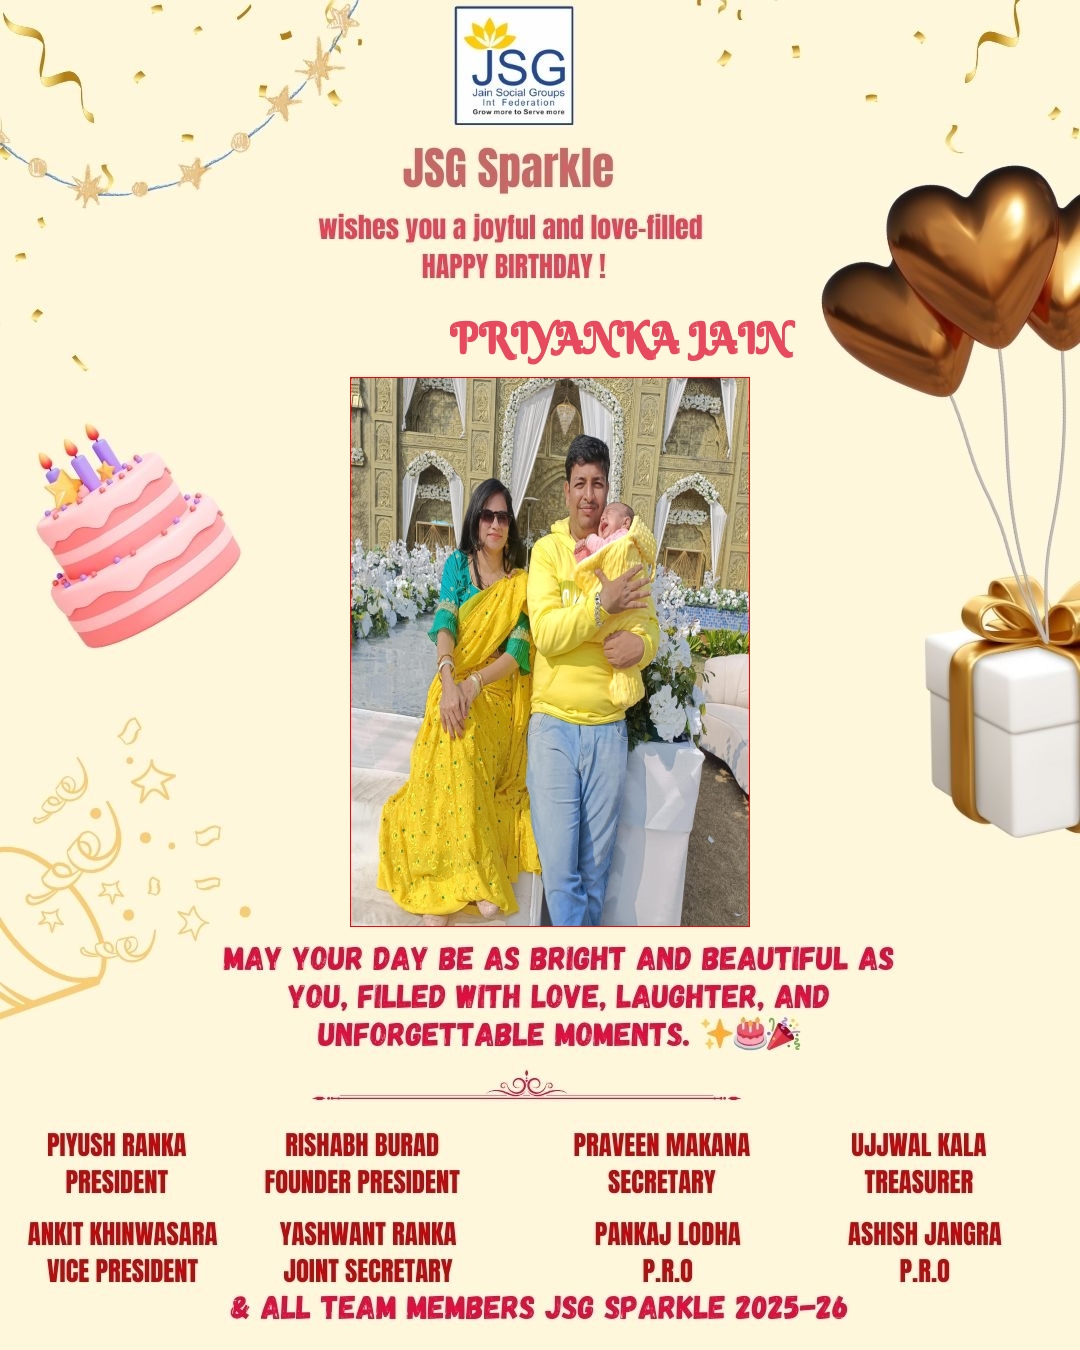 JSG
Jain Social Groups
Int Federation
Grow more to Serve more
JSG Sparkle
wishes you a joyful and love-filled
HAPPY BIRTHDAY !
PRIYANKA JAIN
MAY YOUR DAY BE AS BRIGHT AND BEAUTIFUL AS
YOU, FILLED WITH LOVE, LAUGHTER, AND
UNFORGETTABLE MOMENTS. ✨🎂🎉
PIYUSH RANKA
PRESIDENT
RISHABH BURAD
FOUNDER PRESIDENT
PRAVEEN MAKANA
SECRETARY
UJJWAL KALA
TREASURER
ANKIT KHINWASARA
VICE PRESIDENT
YASHWANT RANKA
JOINT SECRETARY
PANKAJ LODHA
P.R.O
ASHISH JANGRA
P.R.O
& ALL TEAM MEMBERS JSG SPARKLE 2025-26